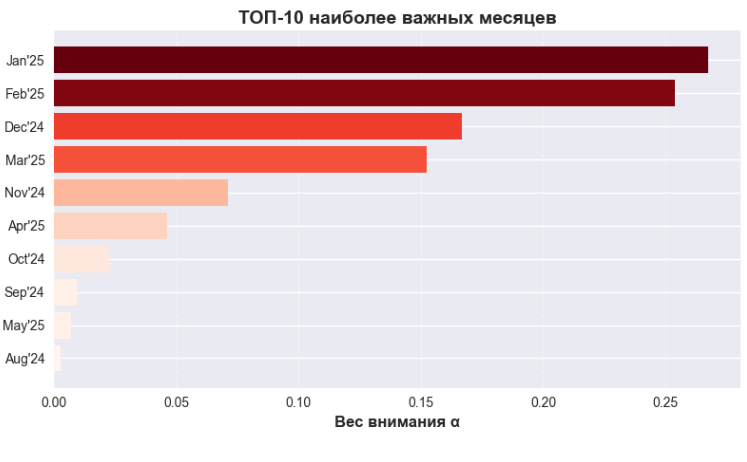 ТОП-10 наиболее важных месяцев
Jan'25
Feb'25
Dec'24
Mar'25
Nov'24
Apr'25
Oct'24
Sep'24
May'25
Aug'24
0.00 0.05 0.10 0.15 0.20 0.25
Вес внимания α